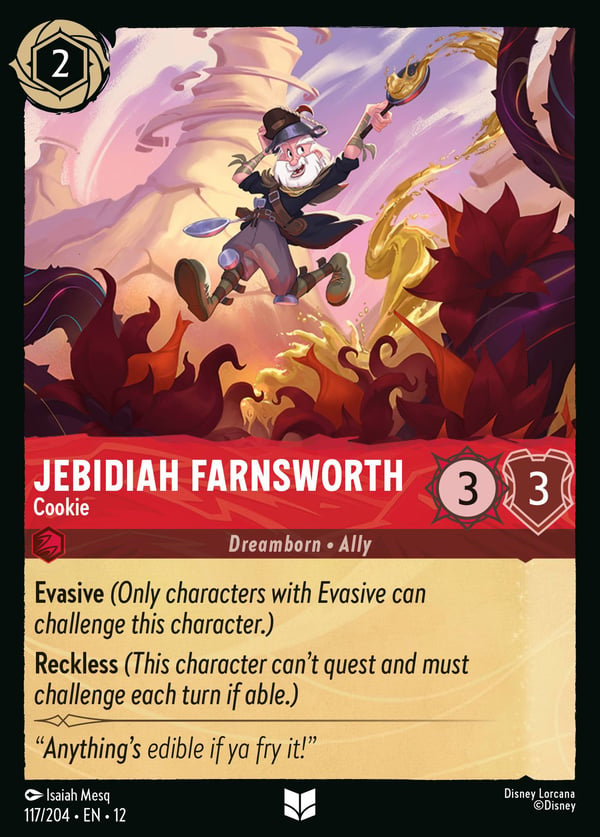 2
JEBIDIAH FARNSWORTH
Cookie
3
3
Dreamborn • Ally
Evasive (Only characters with Evasive can
challenge this character.)
Reckless (This character can’t quest and must
challenge each turn if able.)
“Anything’s edible if ya fry it!”
Isaiah Mesq
117/204 • EN • 12
Disney Lorcana
©Disney